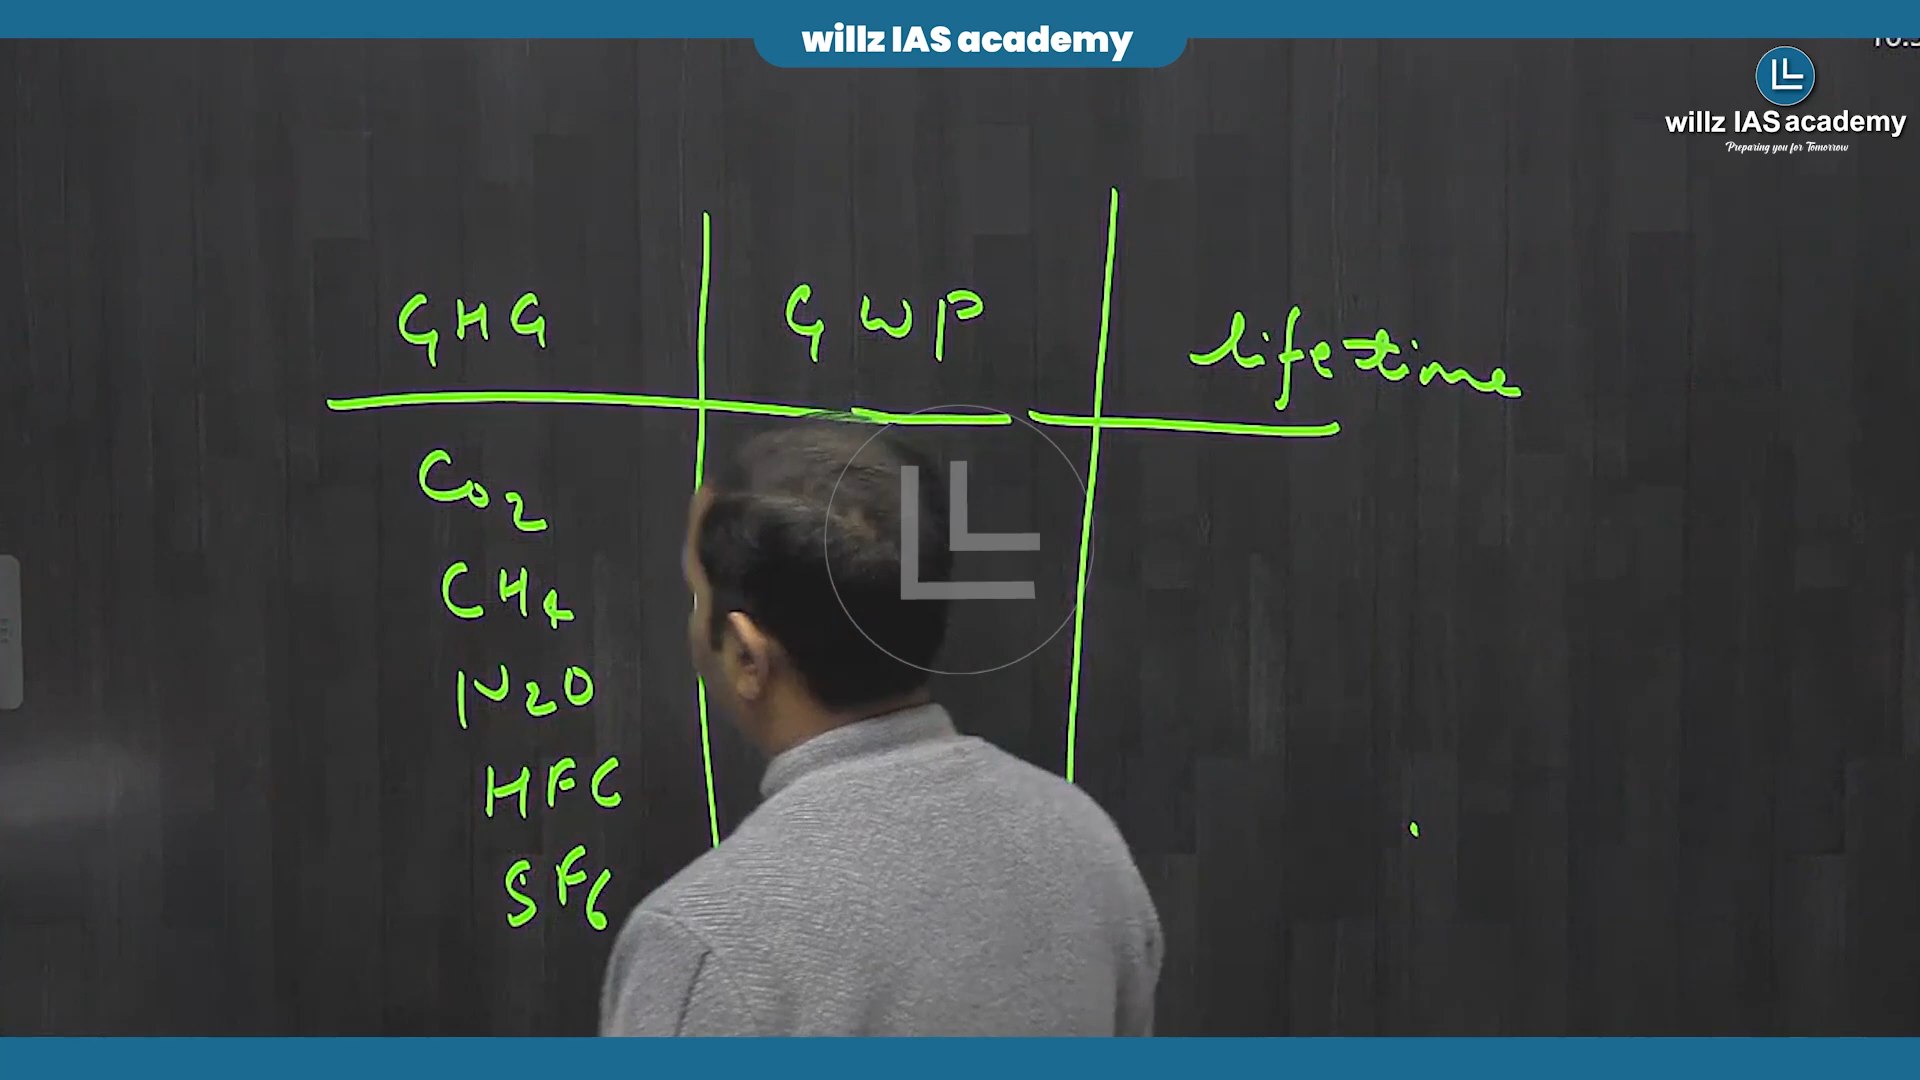 willz IAS academy
willz IAS academy
Preparing you for Tomorrow
GHG GWP lifetime
CO2
CH4
N2O
HFC
SF6